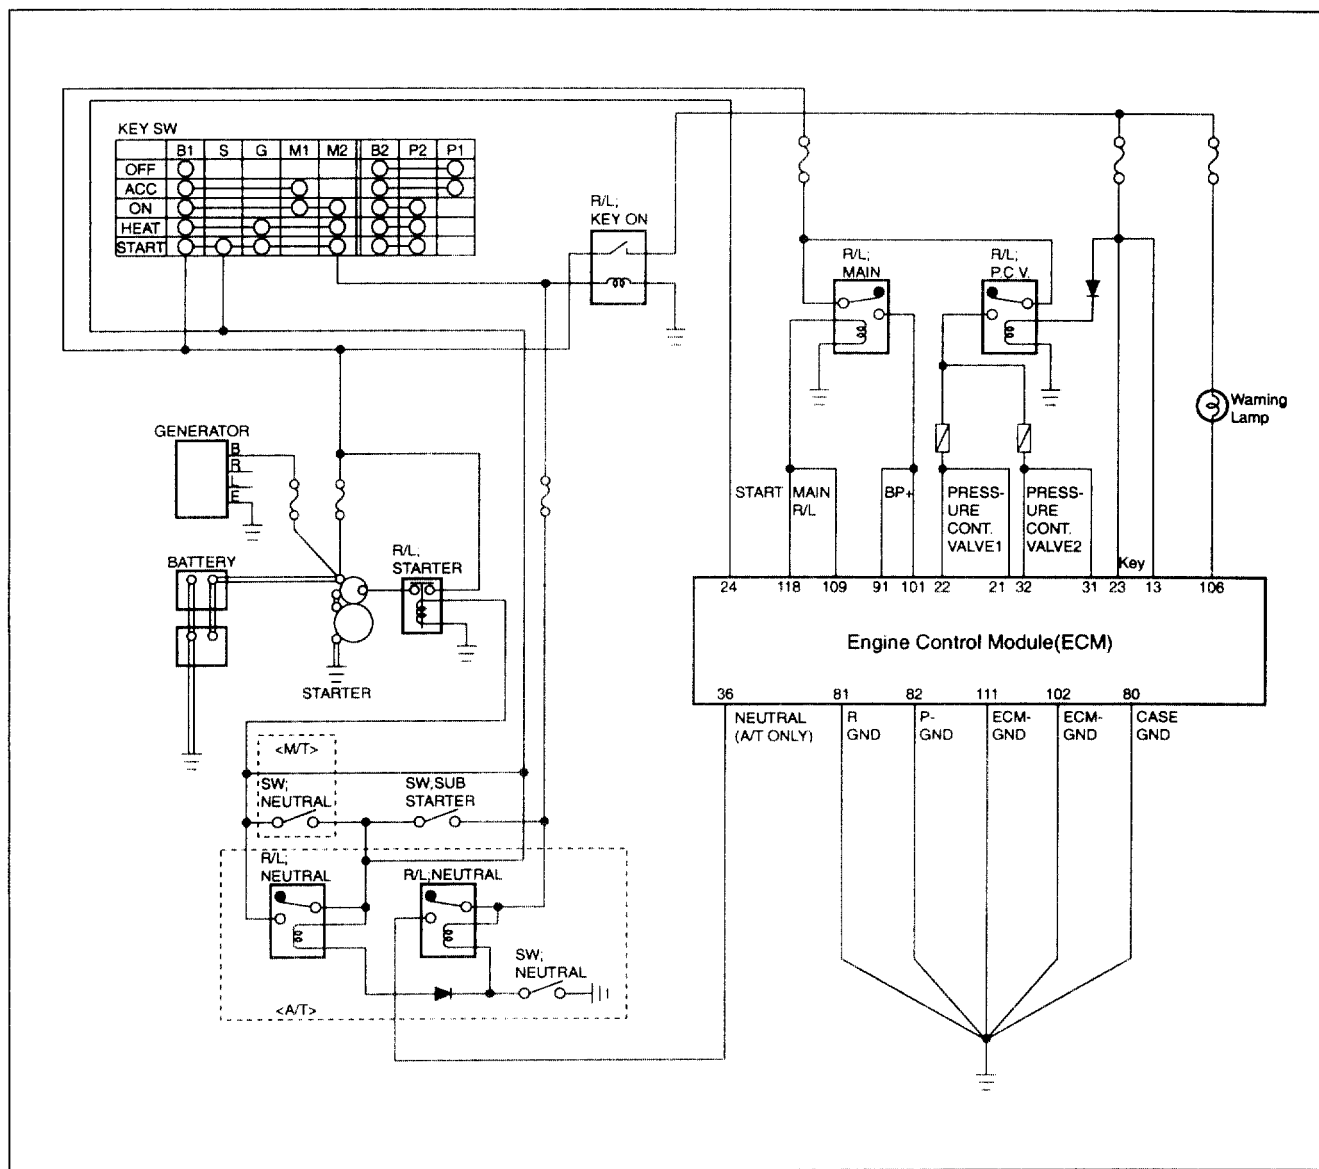 KEY SW
B1 S G M1 M2 B2 P2 P1
OFF
ACC
ON
HEAT
START
R/L;
KEY ON
R/L;
MAIN
R/L;
P.C.V.
Warning
Lamp
GENERATOR
B
R
L
E
BATTERY
R/L,
STARTER
STARTER
START
MAIN
R/L
BP+
PRESS-
URE
CONT.
VALVE1
PRESS-
URE
CONT.
VALVE2
Key
24 118 109 91 101 22 21 32 31 23 13 106
Engine Control Module(ECM)
36 81 82 111 102 80
NEUTRAL
(A/T ONLY)
R
GND
P-
GND
ECM-
GND
ECM-
GND
CASE
GND
<M/T>
SW;
NEUTRAL
SW,SUB
STARTER
R/L;
NEUTRAL
R/L;NEUTRAL
SW;
NEUTRAL
<A/T>